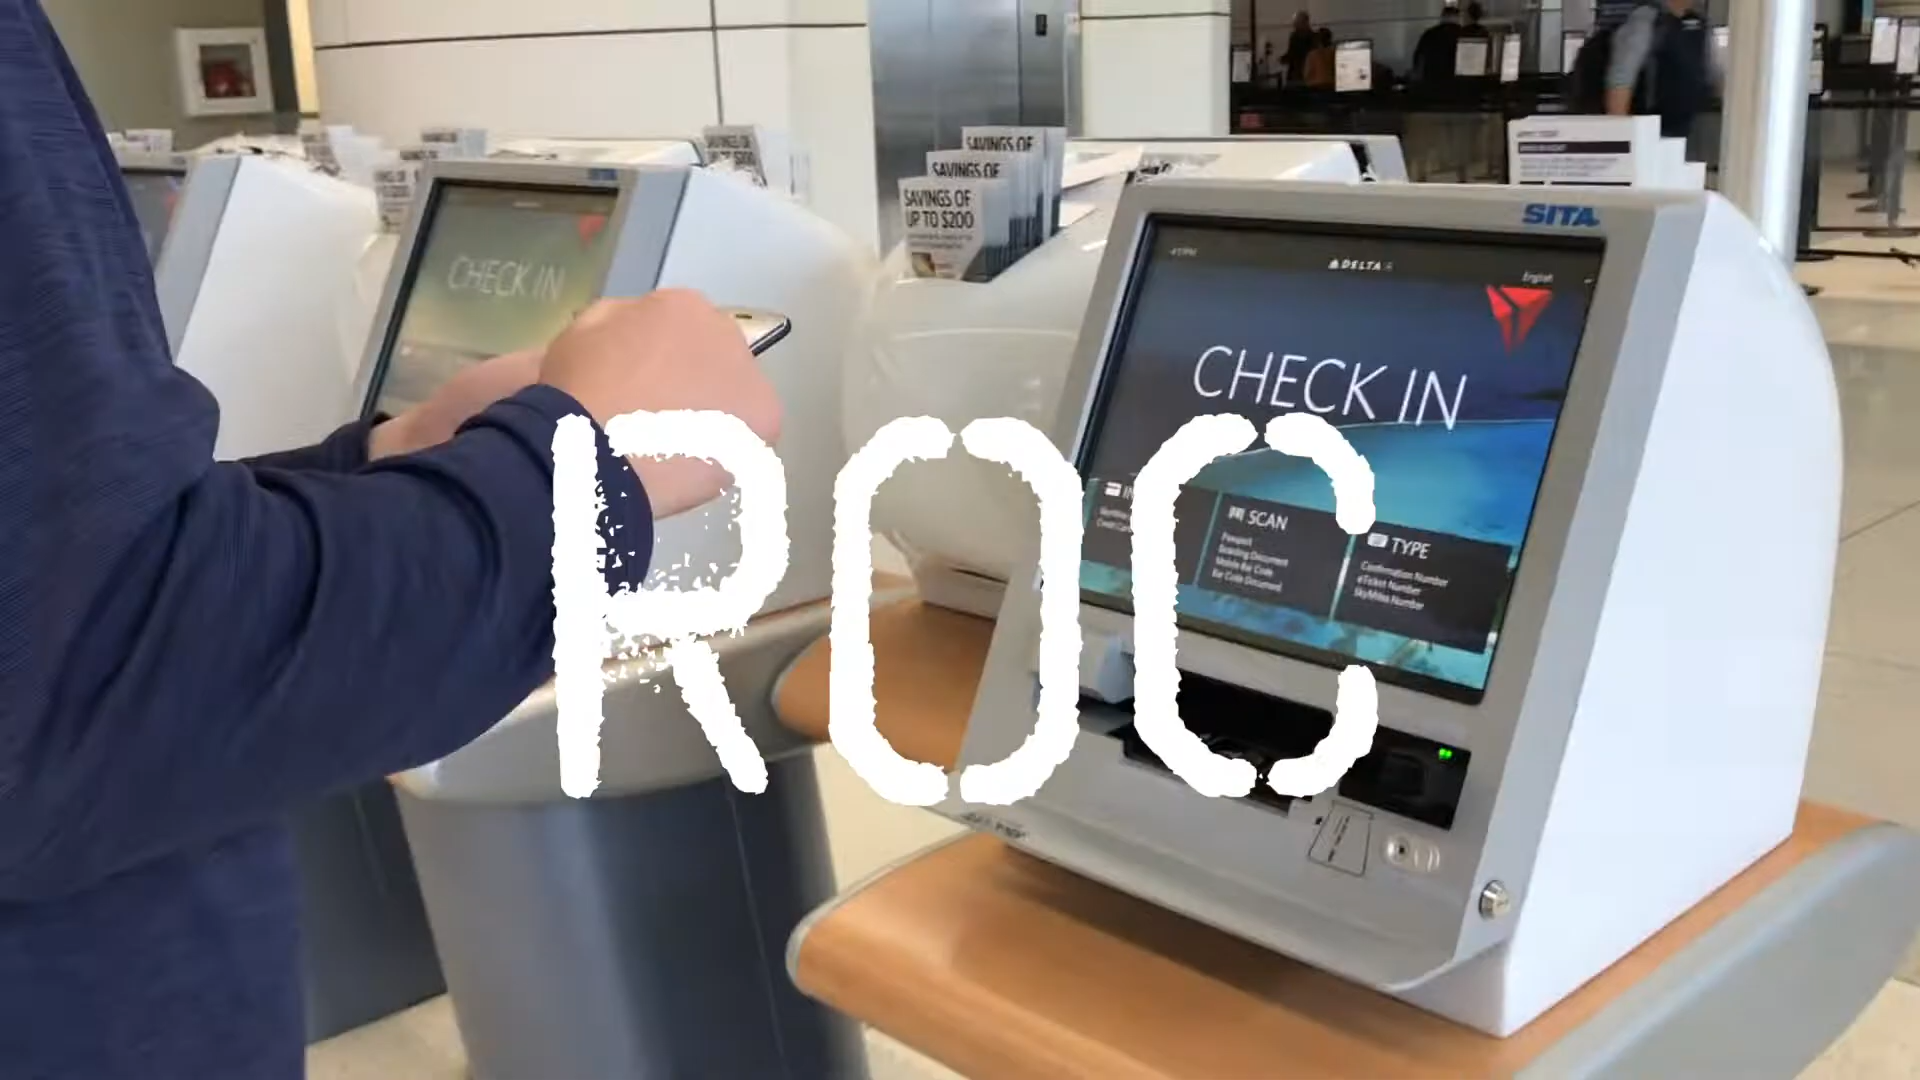 SAVINGS OF
SAVINGS OF
SAVINGS OF
UP TO $200
SITA
DELTA
English
CHECK IN
CHECK IN
SCAN
Passport
Boarding Document
Mobile Bar Code
Bar Code Document
TYPE
Confirmation Number
eTicket Number
SkyMiles Number
ROC